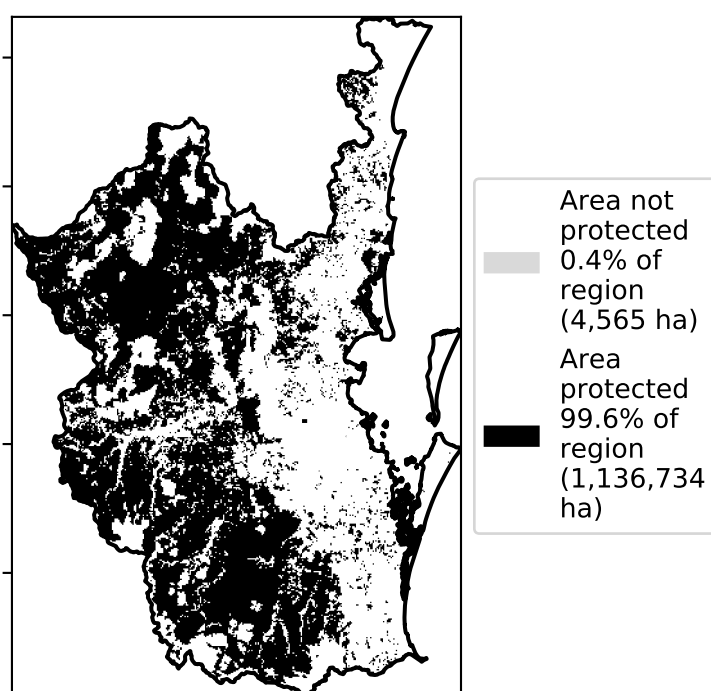 Area not
protected
0.4% of
region
(4,565 ha)
Area
protected
99.6% of
region
(1,136,734
ha)